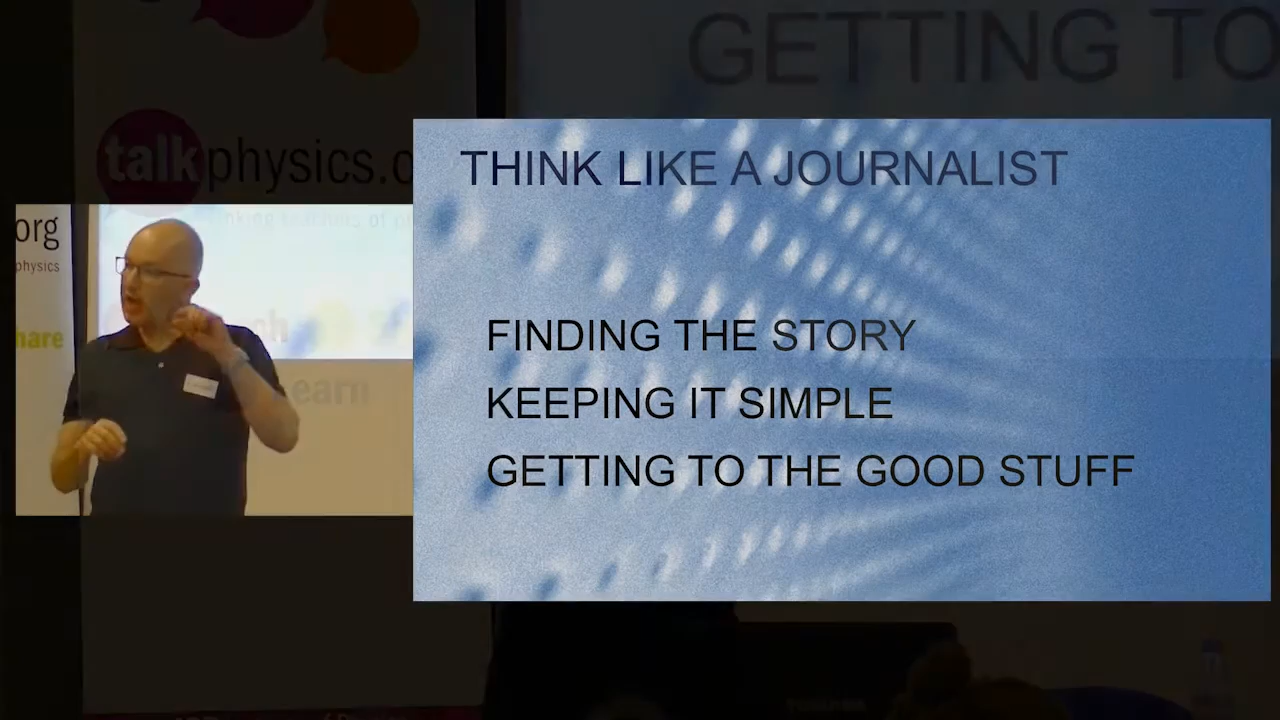 GETTING TO
talkphysics.o
THINK LIKE A JOURNALIST
org
physics
hare
Learn
FINDING THE STORY
KEEPING IT SIMPLE
GETTING TO THE GOOD STUFF